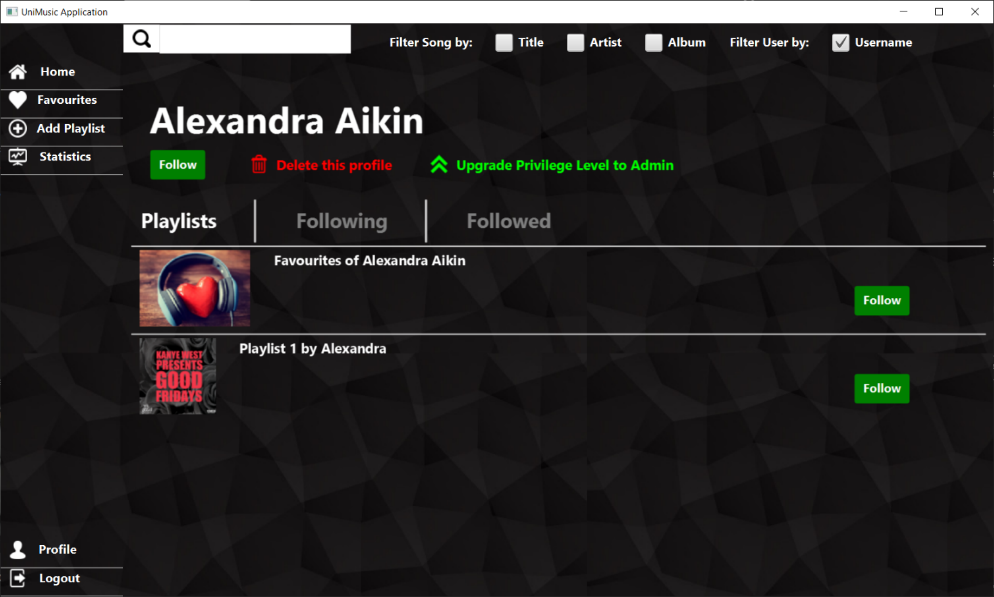 UniMusic Application
Filter Song by: Title Artist Album Filter User by: Username
Home
Favourites
Add Playlist
Statistics
Alexandra Aikin
Follow Delete this profile Upgrade Privilege Level to Admin
Playlists Following Followed
Favourites of Alexandra Aikin
Follow
Playlist 1 by Alexandra
KANYE WEST
PRESENTS
GOOD
FRIDAYS
Follow
Profile
Logout